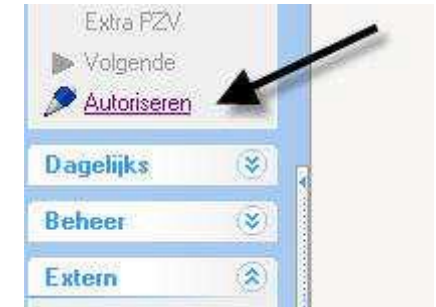 Extra PZV
Volgende
Autoriseren
Dagelijks
Beheer
Extern